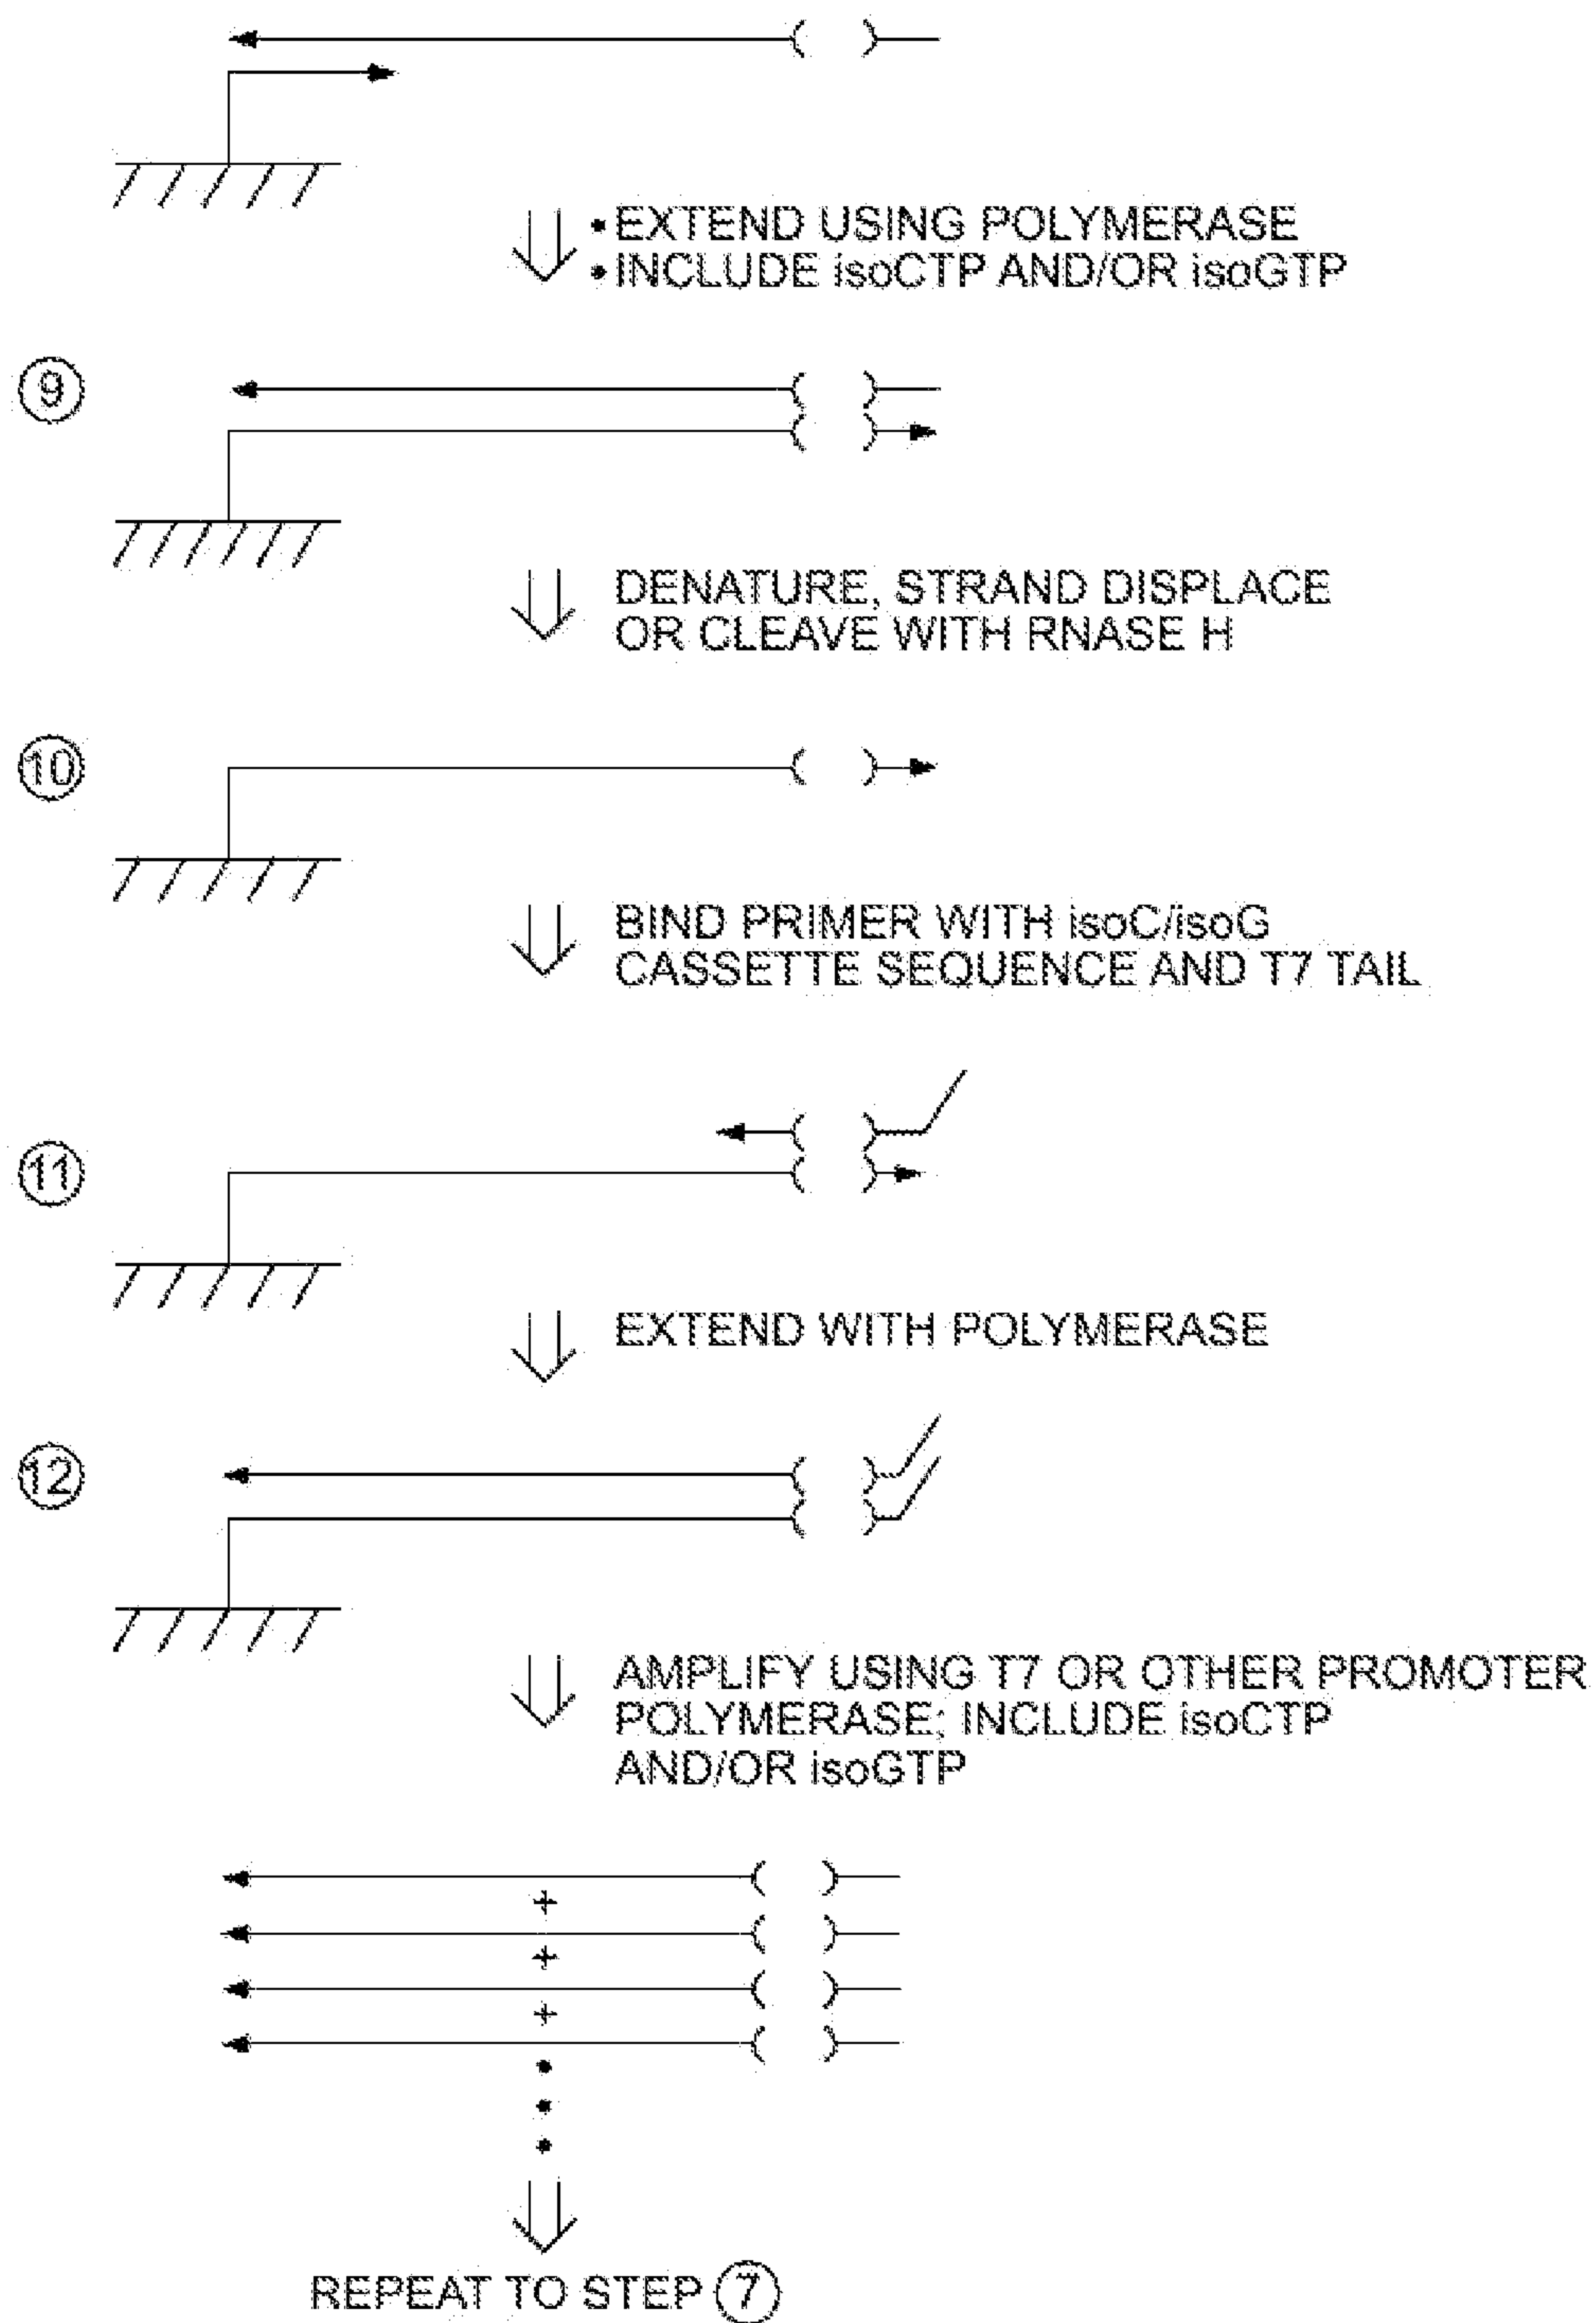 • EXTEND USING POLYMERASE
• INCLUDE isoCTP AND/OR isoGTP
9
DENATURE, STRAND DISPLACE
OR CLEAVE WITH RNASE H
10
BIND PRIMER WITH isoC/isoG
CASSETTE SEQUENCE AND T7 TAIL
11
EXTEND WITH POLYMERASE
12
AMPLIFY USING T7 OR OTHER PROMOTER
POLYMERASE; INCLUDE isoCTP
AND/OR isoGTP
+
+
+
REPEAT TO STEP 7